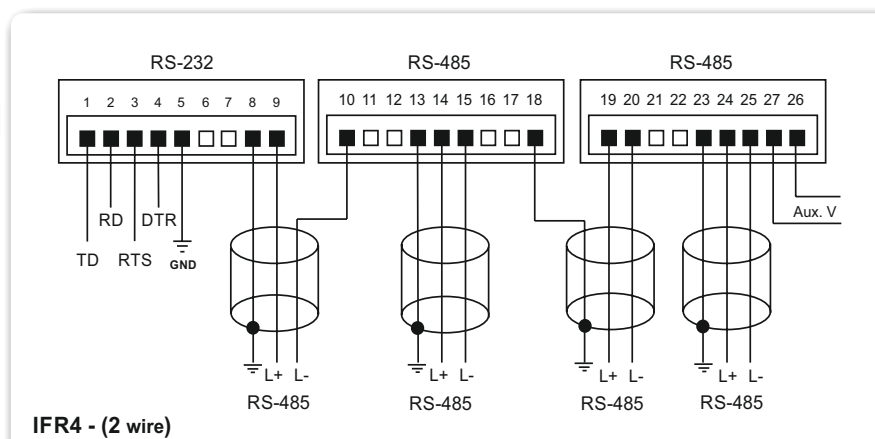 RS-232 RS-485 RS-485
1 2 3 4 5 6 7 8 9 10 11 12 13 14 15 16 17 18 19 20 21 22 23 24 25 27 26
Aux. V
RD DTR
TD RTS GND
L+ L- L+ L- L+ L- L+ L-
RS-485 RS-485 RS-485 RS-485
IFR4 - (2 wire)